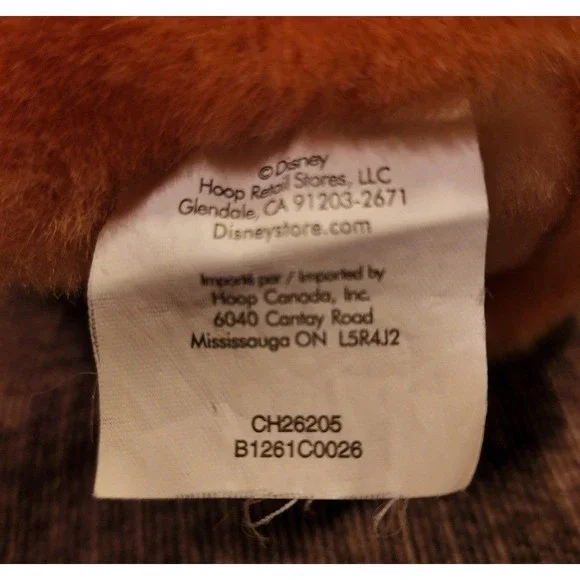 © Disney
Hoop Retail Stores, LLC
Glendale, CA 91203-2671
Disneystore.com
Importé par / Imported by
Hoop Canada, Inc.
6040 Cantay Road
Mississauga ON L5R4J2
CH26205
B1261C0026